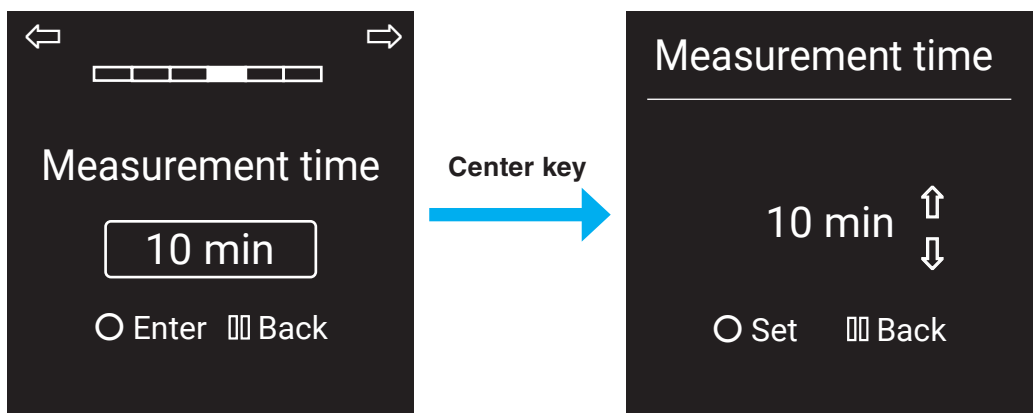 Measurement time
10 min
Enter Back
Center key
Measurement time
10 min
Set Back